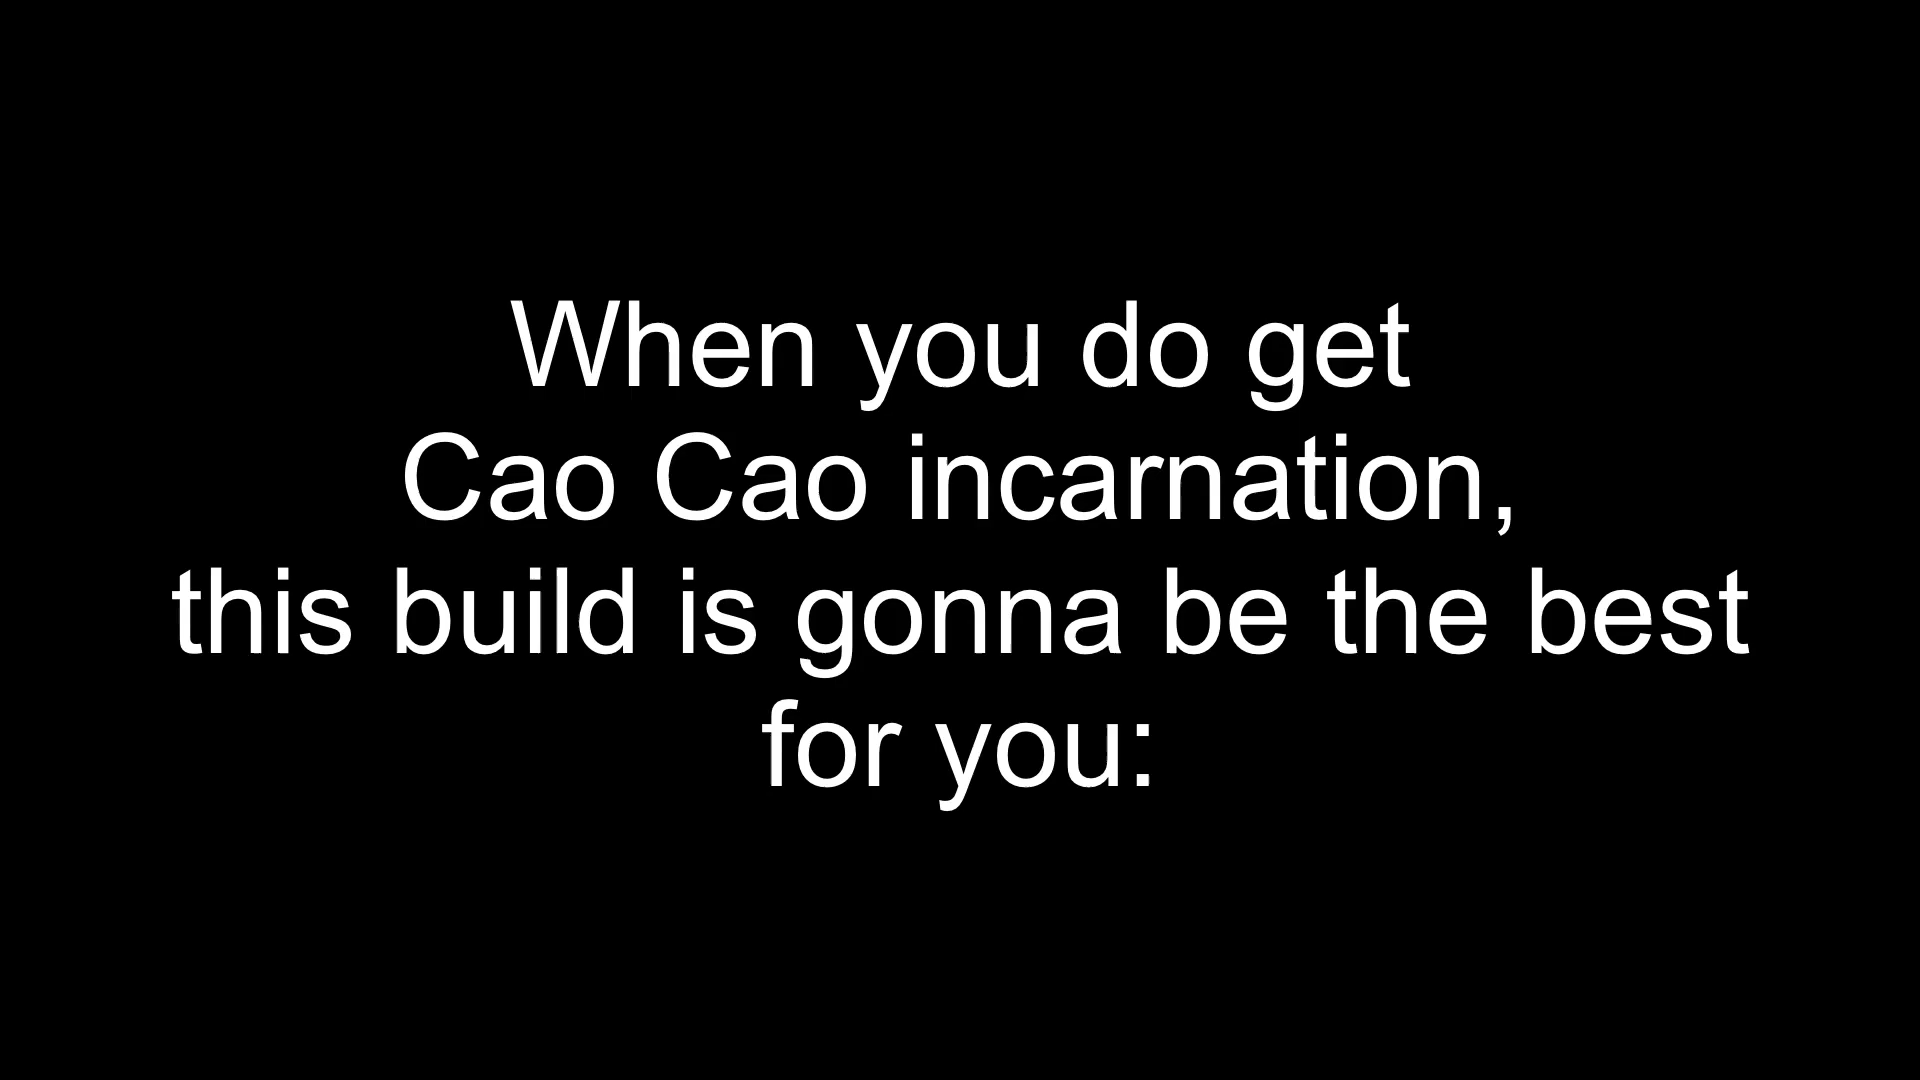 When you do get
Cao Cao incarnation,
this build is gonna be the best
for you: